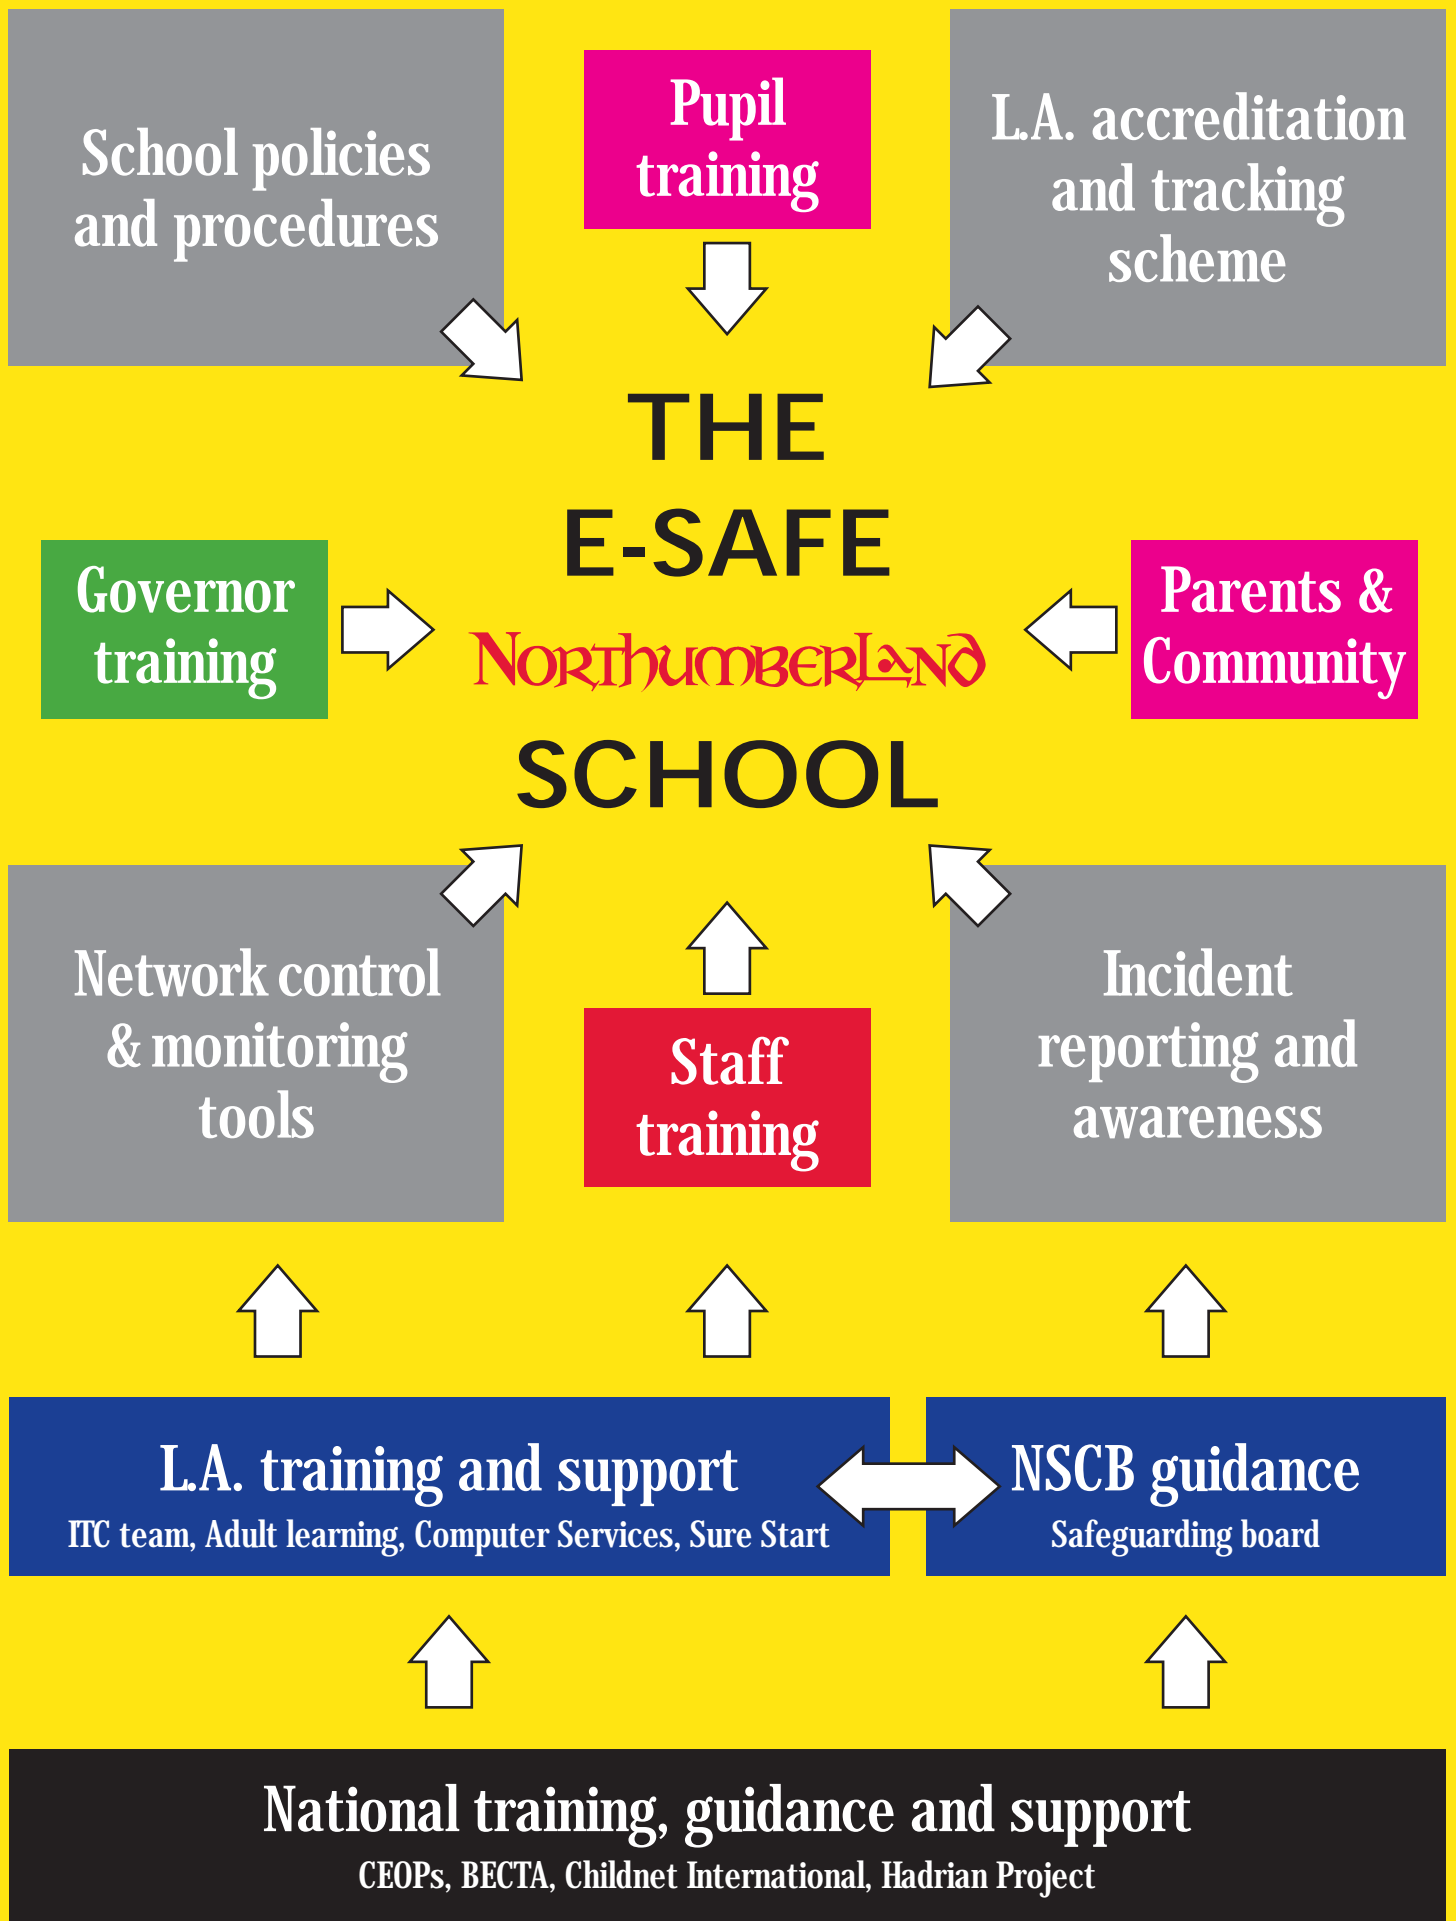 School policies
and procedures
Pupil
training
L.A. accreditation
and tracking
scheme
THE
E-SAFE
NORThUMBERLAND
SCHOOL
Governor
training
Parents &
Community
Network control
& monitoring
tools
Staff
training
Incident
reporting and
awareness
L.A. training and support
ITC team, Adult learning, Computer Services, Sure Start
NSCB guidance
Safeguarding board
National training, guidance and support
CEOPs, BECTA, Childnet International, Hadrian Project